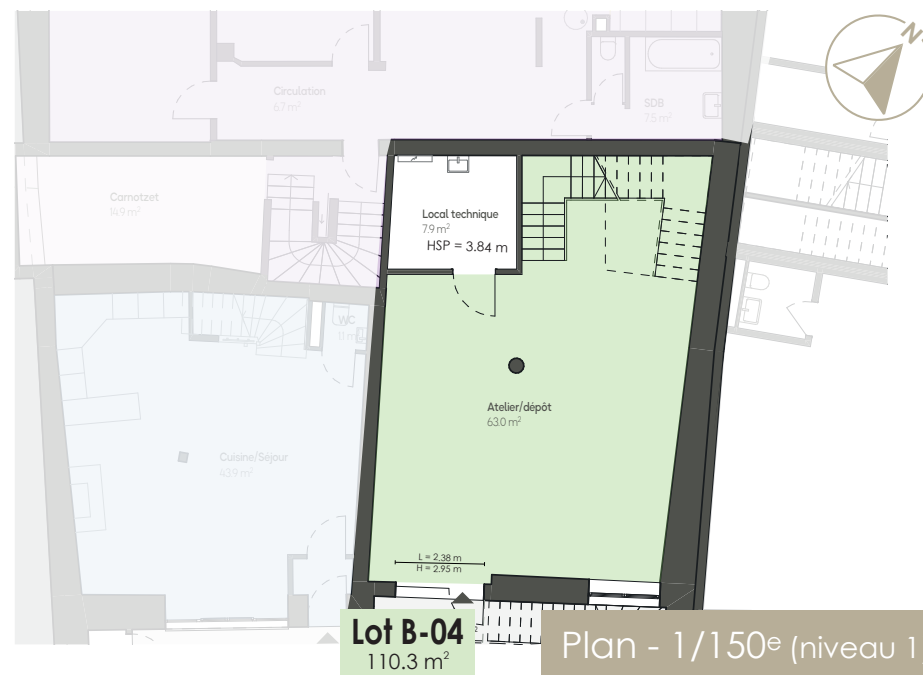 N
Circulation
6.7 m²
SDB
7.5 m²
Carnotzet
14.9 m²
Local technique
7.9 m²
HSP = 3.84 m
WC
Atelier/dépôt
63.0 m²
Cuisine/Séjour
43.9 m²
L = 2.38 m
H = 2.95 m
Lot B-04
110.3 m²
Plan - 1/150e (niveau 1